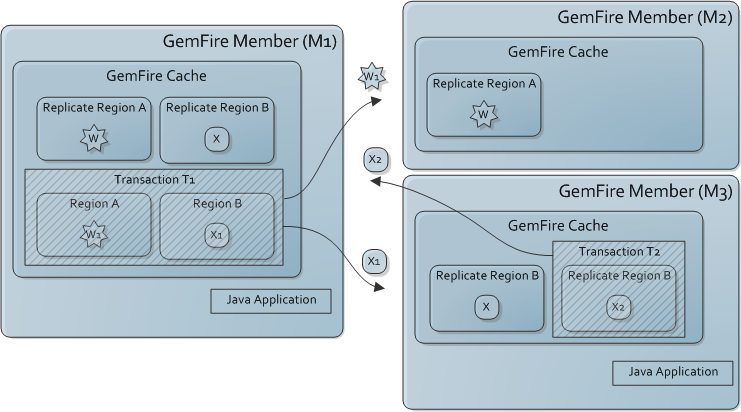 GemFire Member (M1)
GemFire Cache
Replicate Region A
W
Replicate Region B
X
Transaction T1
Region A
W1
Region B
X1
Java Application
W1
X2
X1
GemFire Member (M2)
GemFire Cache
Replicate Region A
W
GemFire Member (M3)
GemFire Cache
Transaction T2
Replicate Region B
X
Replicate Region B
X2
Java Application